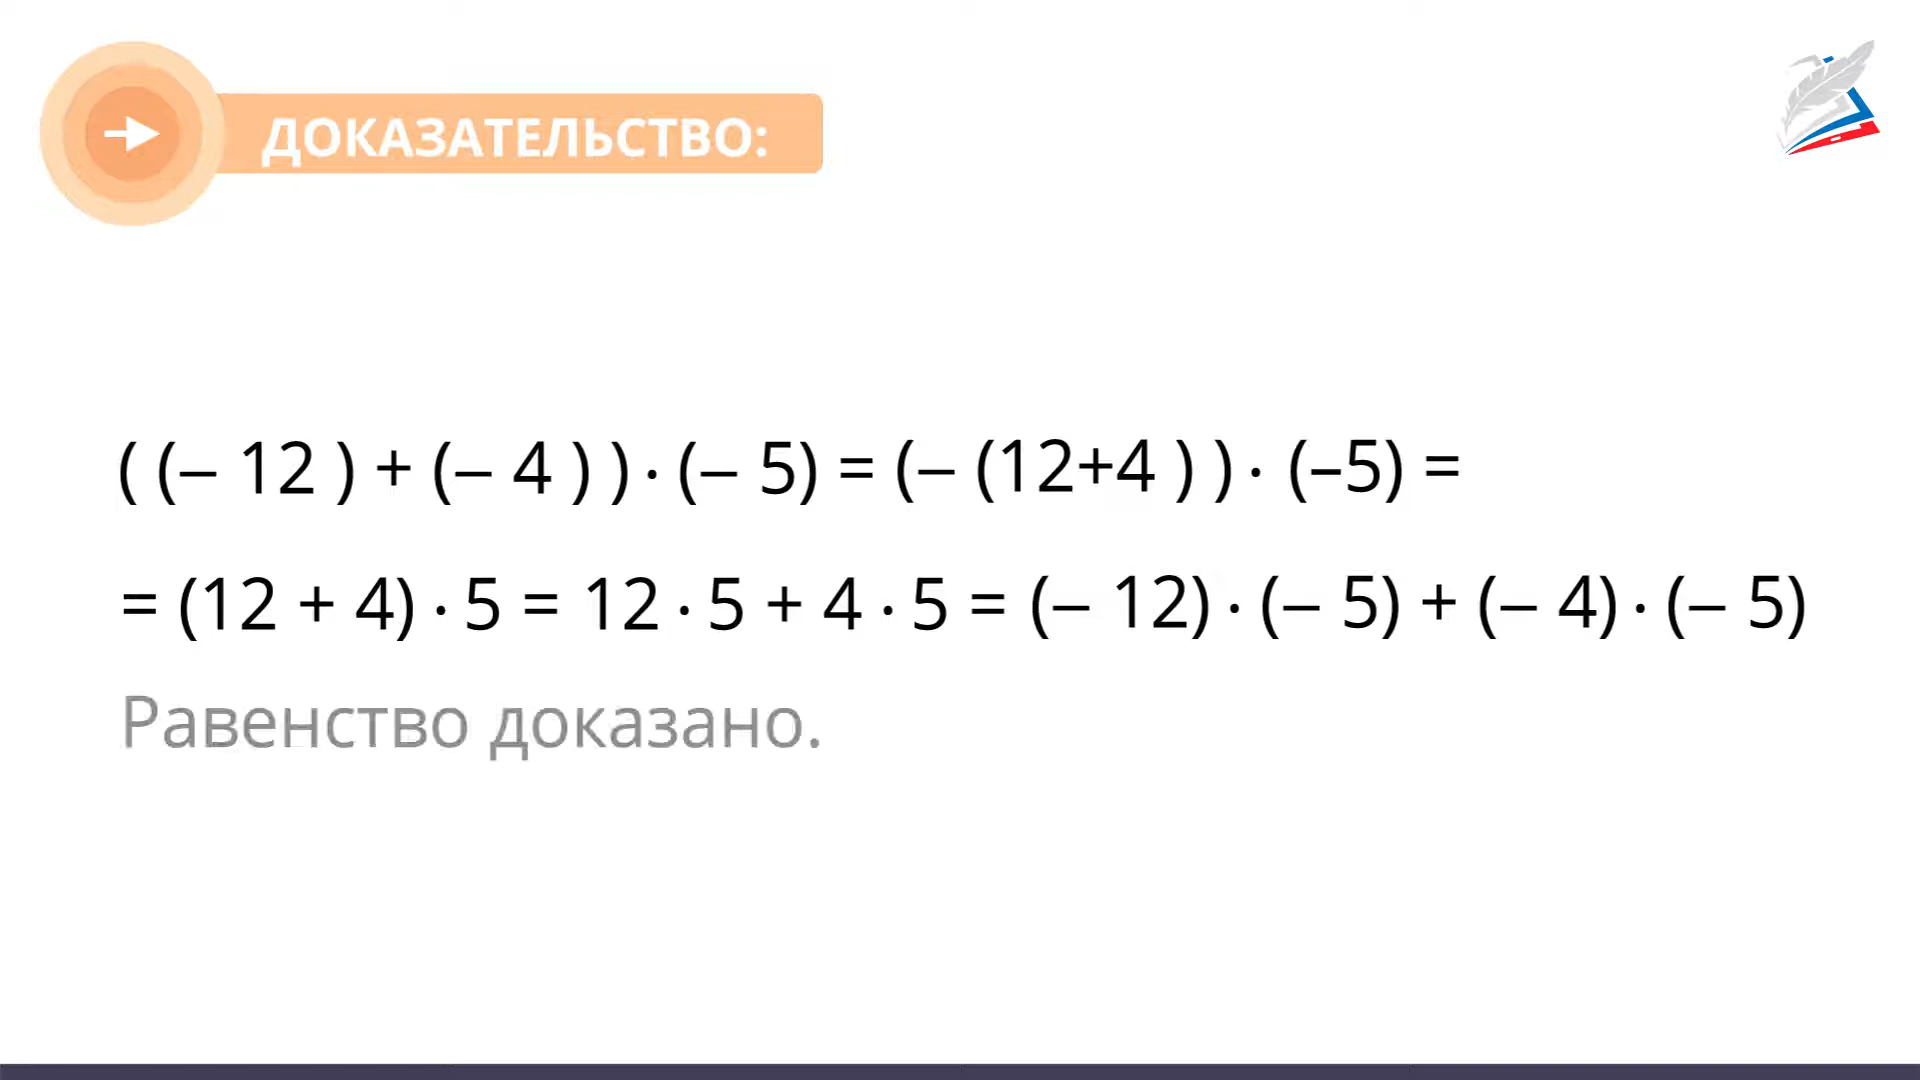 ДОКАЗАТЕЛЬСТВО:
( (– 12 ) + (– 4 ) ) · (– 5) = (– (12+4 ) ) · (–5) =
= (12 + 4) · 5 = 12 · 5 + 4 · 5 = (– 12) · (– 5) + (– 4) · (– 5)
Равенство доказано.